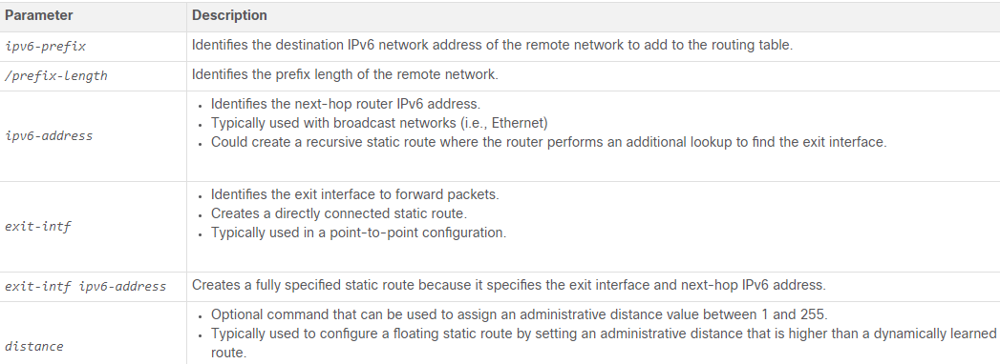 Parameter Description
ipv6-prefix Identifies the destination IPv6 network address of the remote network to add to the routing table.
/prefix-length Identifies the prefix length of the remote network.
ipv6-address
• Identifies the next-hop router IPv6 address.
• Typically used with broadcast networks (i.e., Ethernet)
• Could create a recursive static route where the router performs an additional lookup to find the exit interface.
exit-intf
• Identifies the exit interface to forward packets.
• Creates a directly connected static route.
• Typically used in a point-to-point configuration.
exit-intf ipv6-address Creates a fully specified static route because it specifies the exit interface and next-hop IPv6 address.
distance
• Optional command that can be used to assign an administrative distance value between 1 and 255.
• Typically used to configure a floating static route by setting an administrative distance that is higher than a dynamically learned
route.